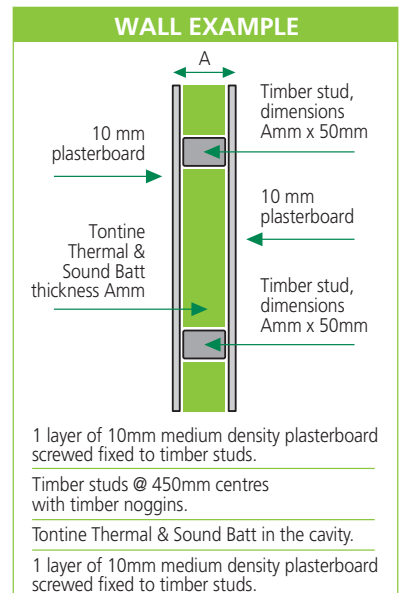 WALL EXAMPLE
A
Timber stud,
dimensions
Amm x 50mm
10 mm
plasterboard
10 mm
plasterboard
Tontine
Thermal &
Sound Batt
thickness Amm
Timber stud,
dimensions
Amm x 50mm
1 layer of 10mm medium density plasterboard
screwed fixed to timber studs.
Timber studs @ 450mm centres
with timber noggins.
Tontine Thermal & Sound Batt in the cavity.
1 layer of 10mm medium density plasterboard
screwed fixed to timber studs.